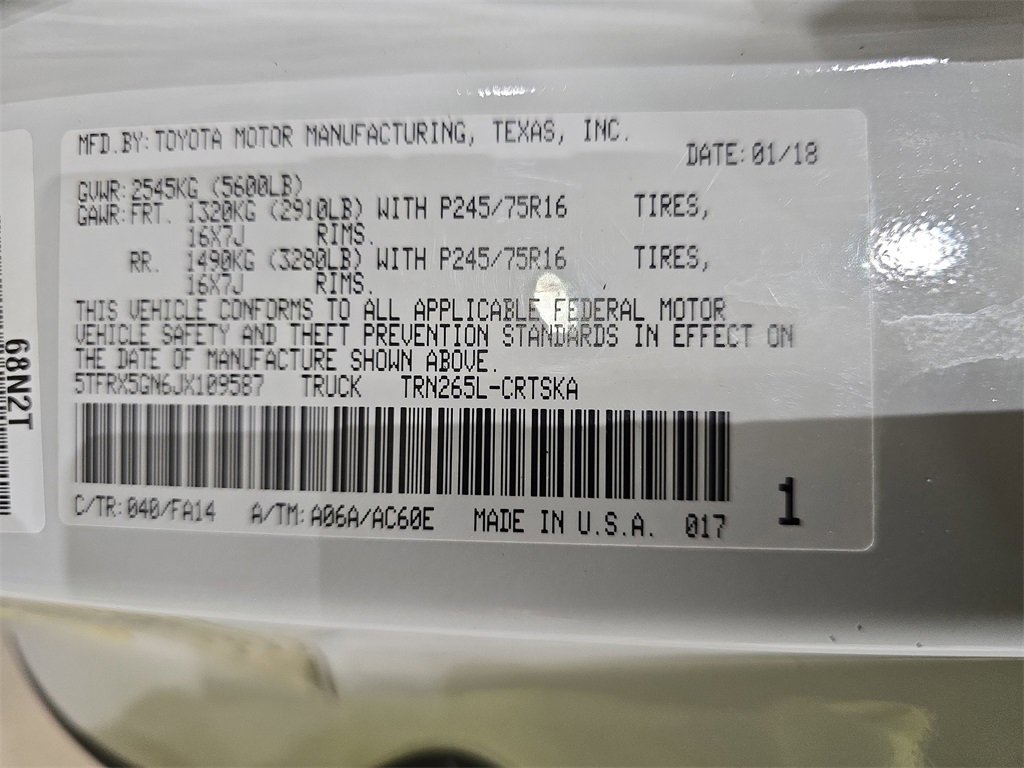 MFD.BY:TOYOTA MOTOR MANUFACTURING, TEXAS, INC.
DATE:01/18
GVWR:2545KG (5600LB)
GAWR:FRT. 1320KG (2910LB) WITH P245/75R16 TIRES,
16X7J RIMS.
RR. 1490KG (3280LB) WITH P245/75R16 TIRES,
16X7J RIMS.
THIS VEHICLE CONFORMS TO ALL APPLICABLE FEDERAL MOTOR
VEHICLE SAFETY AND THEFT PREVENTION STANDARDS IN EFFECT ON
THE DATE OF MANUFACTURE SHOWN ABOVE.
5TFRX5GN6JX109587 TRUCK TRN265L-CRTSKA
C/TR:040/FA14 A/TM:A06A/AC60E MADE IN U.S.A. 017 1
68N2T